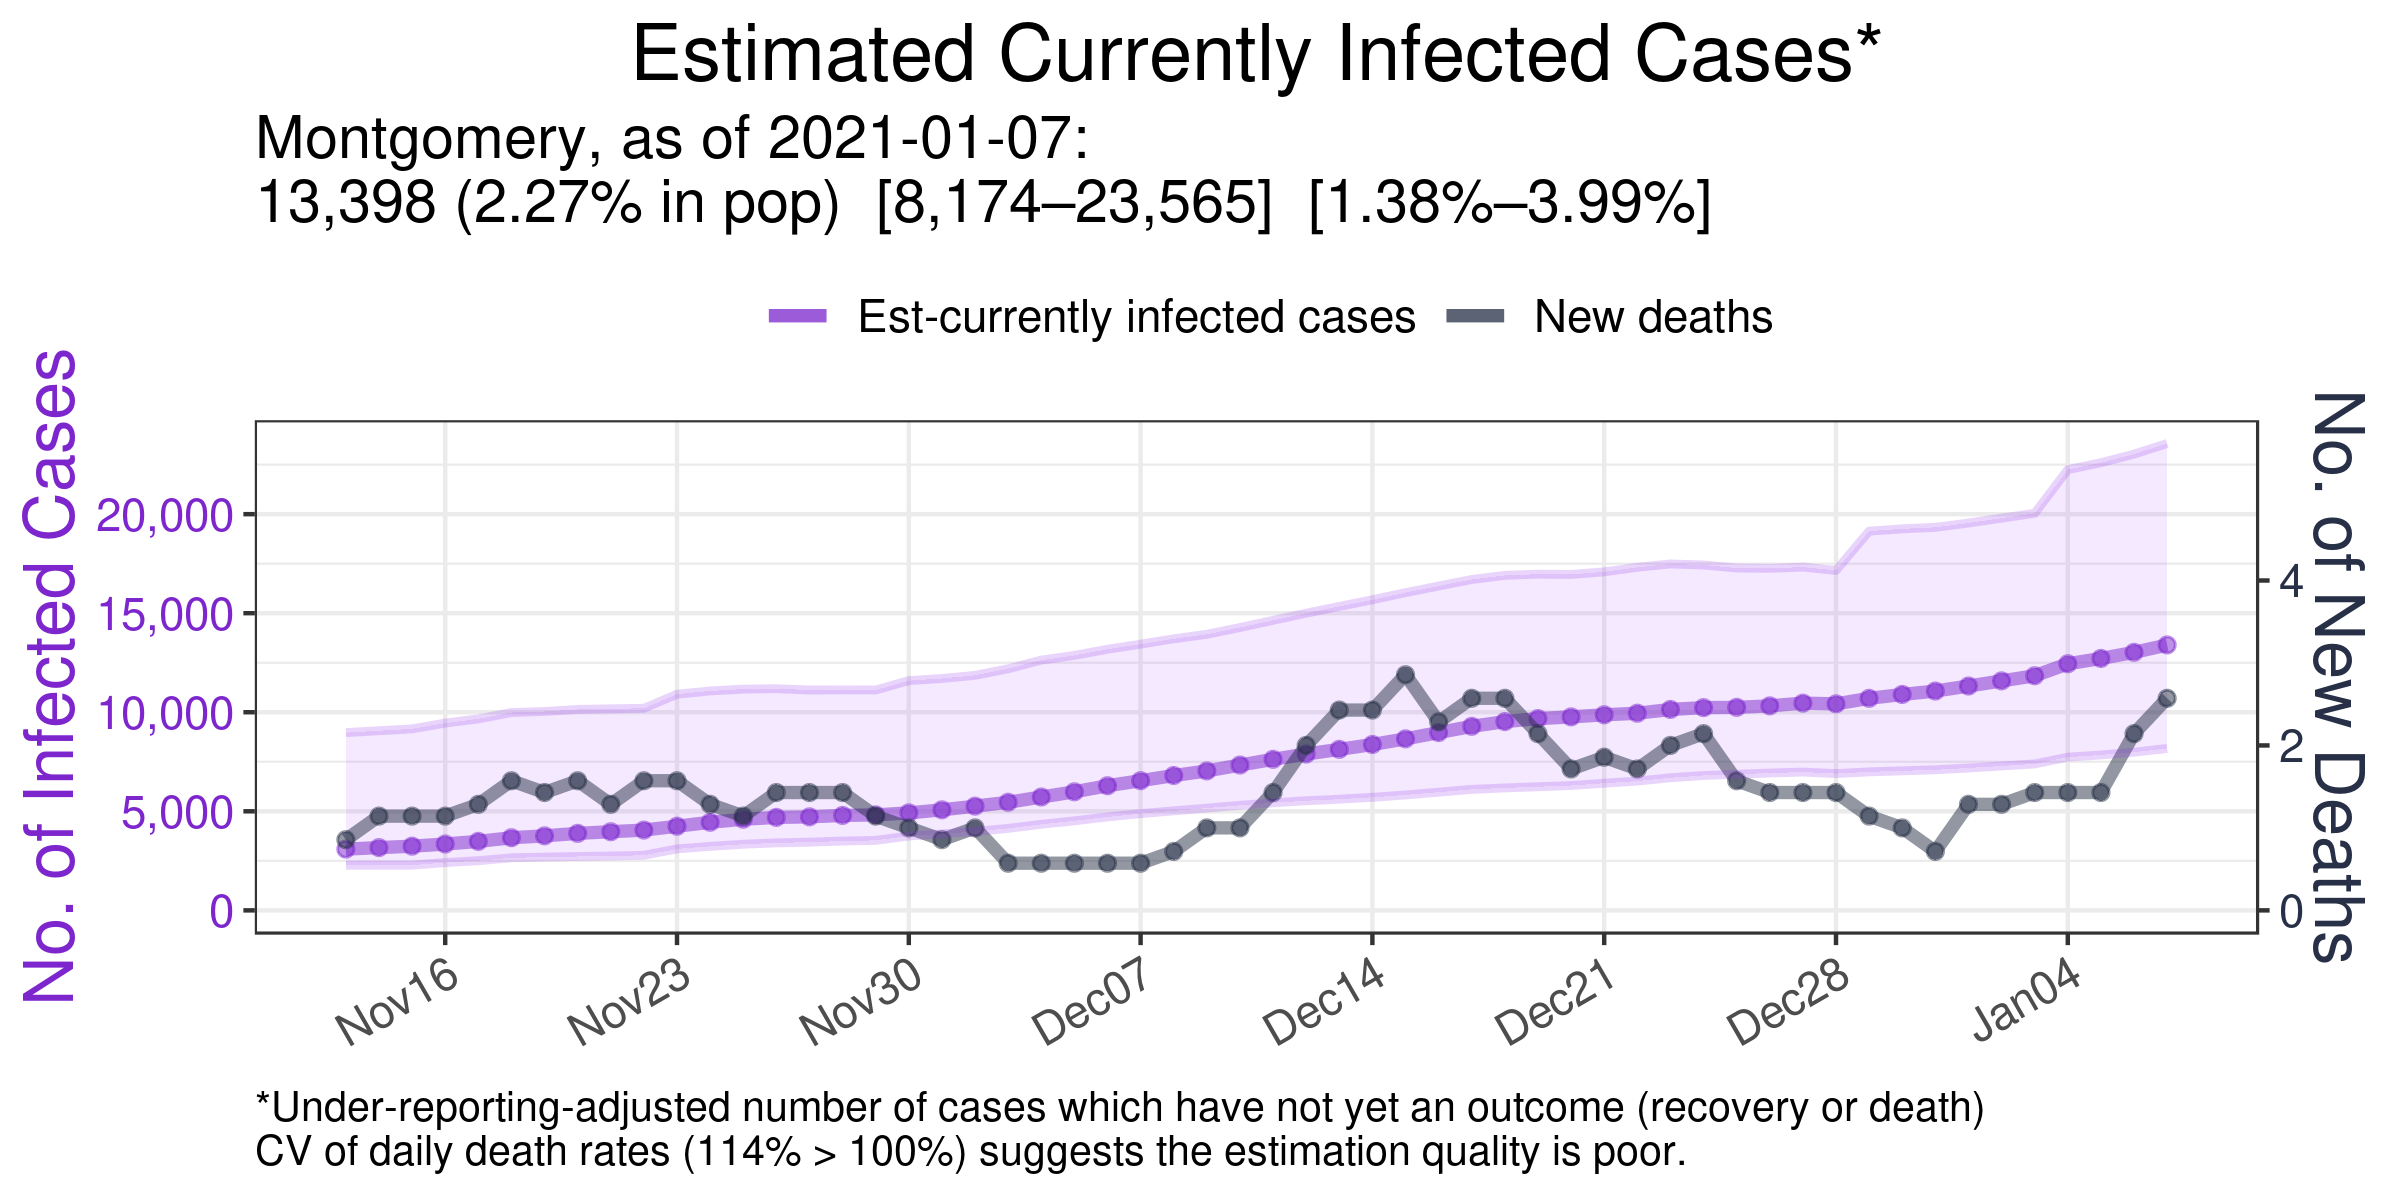 Estimated Currently Infected Cases*
Montgomery, as of 2021-01-07:
13,398 (2.27% in pop)  [8,174–23,565]  [1.38%–3.99%]
Est-currently infected cases
New deaths
No. of Infected Cases
20,000
15,000
10,000
5,000
0
No. of New Deaths
4
2
0
Nov16
Nov23
Nov30
Dec07
Dec14
Dec21
Dec28
Jan04
*Under-reporting-adjusted number of cases which have not yet an outcome (recovery or death)
CV of daily death rates (114% > 100%) suggests the estimation quality is poor.